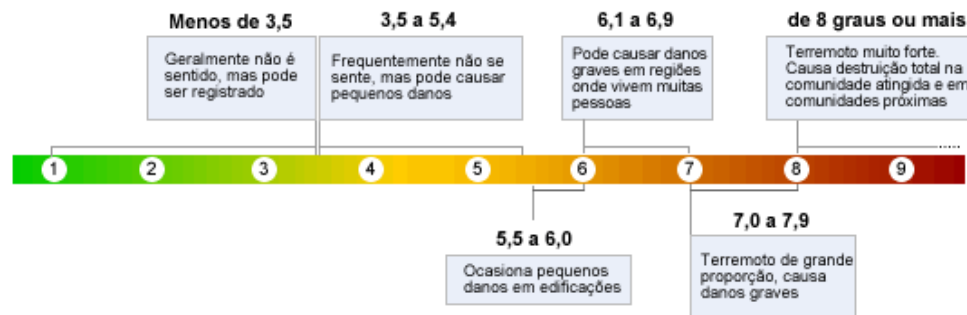 Menos de 3,5
Geralmente não é
sentido, mas pode
ser registrado
3,5 a 5,4
Frequentemente não se
sente, mas pode causar
pequenos danos
6,1 a 6,9
Pode causar danos
graves em regiões
onde vivem muitas
pessoas
de 8 graus ou mais
Terremoto muito forte.
Causa destruição total na
comunidade atingida e em
comunidades próximas
1 2 3 4 5 6 7 8 9
5,5 a 6,0
Ocasiona pequenos
danos em edificações
7,0 a 7,9
Terremoto de grande
proporção, causa
danos graves